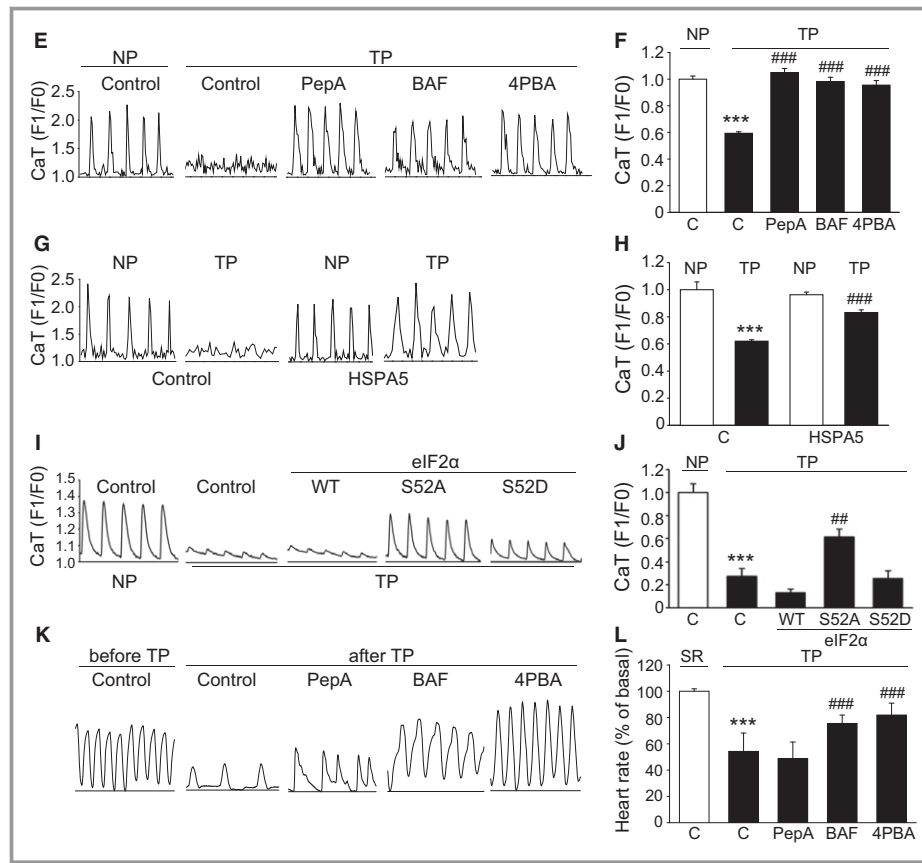 E
NP
TP
Control
Control
PepA
BAF
4PBA
CaT (F1/F0)
2.5
2.0
1.5
1.0
F
NP
TP
CaT (F1/F0)
1.2
1.0
0.8
0.6
0.4
0.2
0
***
###
###
###
C
C
PepA
BAF
4PBA
G
NP
TP
NP
TP
CaT (F1/F0)
2.5
2.0
1.5
1.0
Control
HSPA5
H
NP
TP
NP
TP
CaT (F1/F0)
1.2
1.0
0.8
0.6
0.4
0.2
0
***
###
C
HSPA5
I
eIF2α
Control
Control
WT
S52A
S52D
CaT (F1/F0)
1.5
1.4
1.3
1.2
1.1
1.0
NP
TP
J
NP
TP
CaT (F1/F0)
1.2
1.0
0.8
0.6
0.4
0.2
0
***
##
C
C
WT
S52A
S52D
eIF2α
K
before TP
after TP
Control
Control
PepA
BAF
4PBA
L
SR
TP
Heart rate (% of basal)
120
100
80
60
40
20
0
***
###
###
C
C
PepA
BAF
4PBA